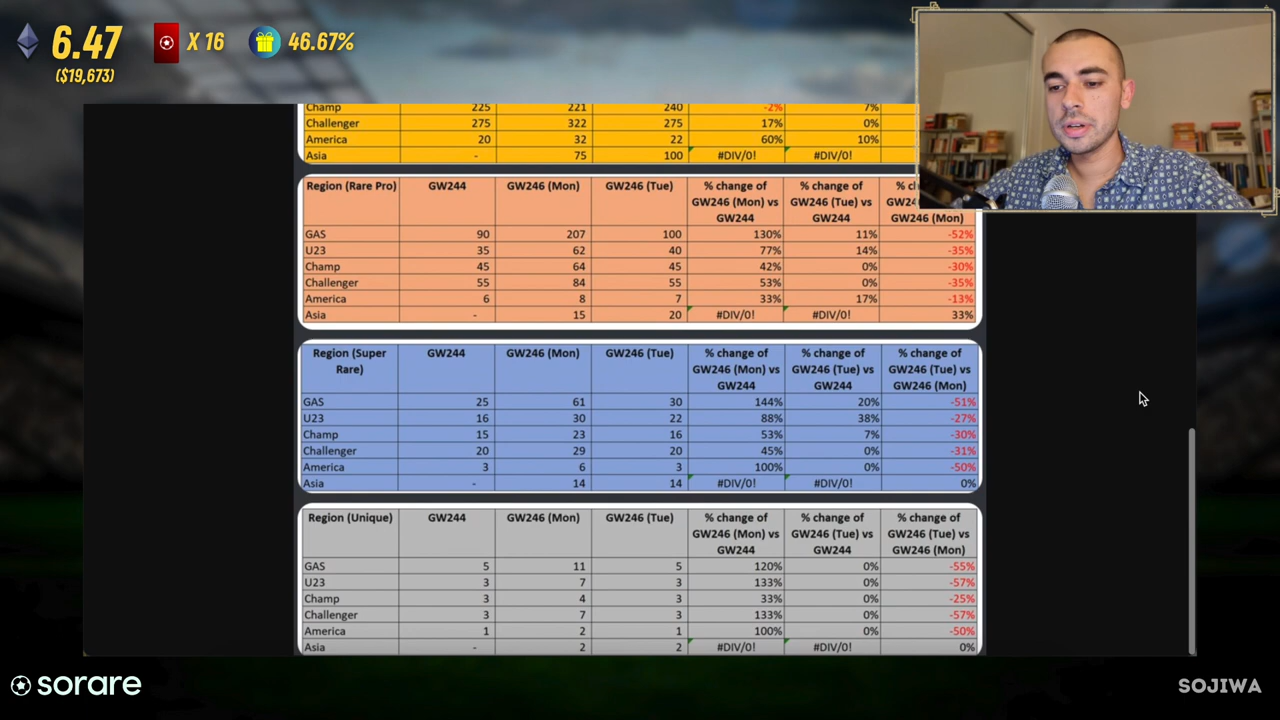 6.47
($19,673)
X 16
46.67%
Champ 225 221 240 -2% 7%
Challenger 275 322 275 17% 0%
America 20 32 22 60% 10%
Asia - 75 100 #DIV/0! #DIV/0!
Region (Rare Pro) GW244 GW246 (Mon) GW246 (Tue) % change of GW246 (Mon) vs GW244 % change of GW246 (Tue) vs GW244 GW246 (Mon)
GAS 90 207 100 130% 11% -52%
U23 35 62 40 77% 14% -35%
Champ 45 64 45 42% 0% -30%
Challenger 55 84 55 53% 0% -35%
America 6 8 7 33% 17% -13%
Asia - 15 20 #DIV/0! #DIV/0! 33%
Region (Super Rare) GW244 GW246 (Mon) GW246 (Tue) % change of GW246 (Mon) vs GW244 % change of GW246 (Tue) vs GW244 % change of GW246 (Tue) vs GW246 (Mon)
GAS 25 61 30 144% 20% -51%
U23 16 30 22 88% 38% -27%
Champ 15 23 16 53% 7% -30%
Challenger 20 29 20 45% 0% -31%
America 3 6 3 100% 0% -50%
Asia - 14 14 #DIV/0! #DIV/0! 0%
Region (Unique) GW244 GW246 (Mon) GW246 (Tue) % change of GW246 (Mon) vs GW244 % change of GW246 (Tue) vs GW244 % change of GW246 (Tue) vs GW246 (Mon)
GAS 5 11 5 120% 0% -55%
U23 3 7 3 133% 0% -57%
Champ 3 4 3 33% 0% -25%
Challenger 3 7 3 133% 0% -57%
America 1 2 1 100% 0% -50%
Asia - 2 2 #DIV/0! #DIV/0! 0%
sorare
SOJIWA